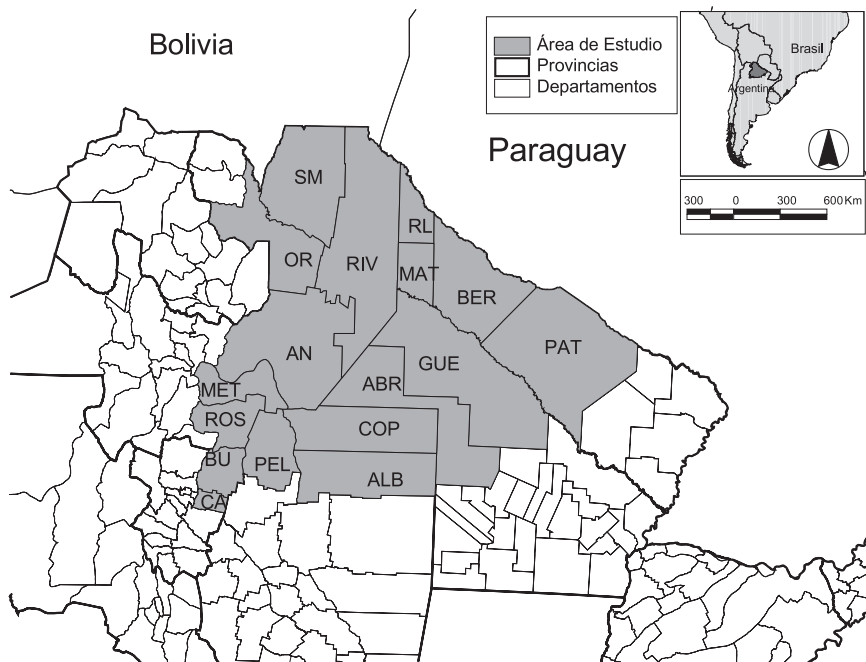 Bolivia
Paraguay
Área de Estudio
Provincias
Departamentos
Brasil
Argentina
300 0 300 600 Km
SM
RL
OR
RIV
MAT
BER
AN
GUE
PAT
MET
ABR
ROS
COP
BU
PEL
ALB
CA